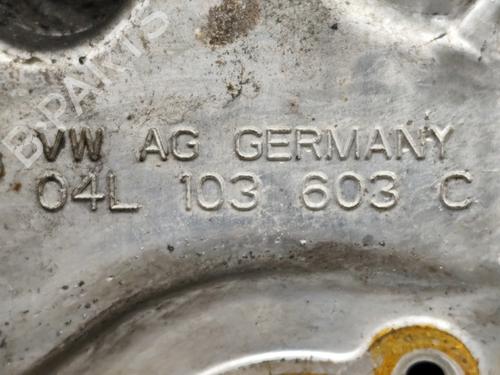 B-PARTS
VW AG GERMANY
04L 103 603 C